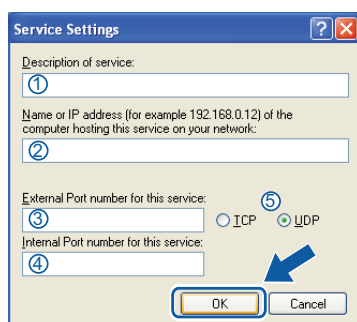 Service Settings
Description of service:
①
Name or IP address (for example 192.168.0.12) of the
computer hosting this service on your network:
②
External Port number for this service:
③
⑤
TCP UDP
Internal Port number for this service:
④
OK Cancel